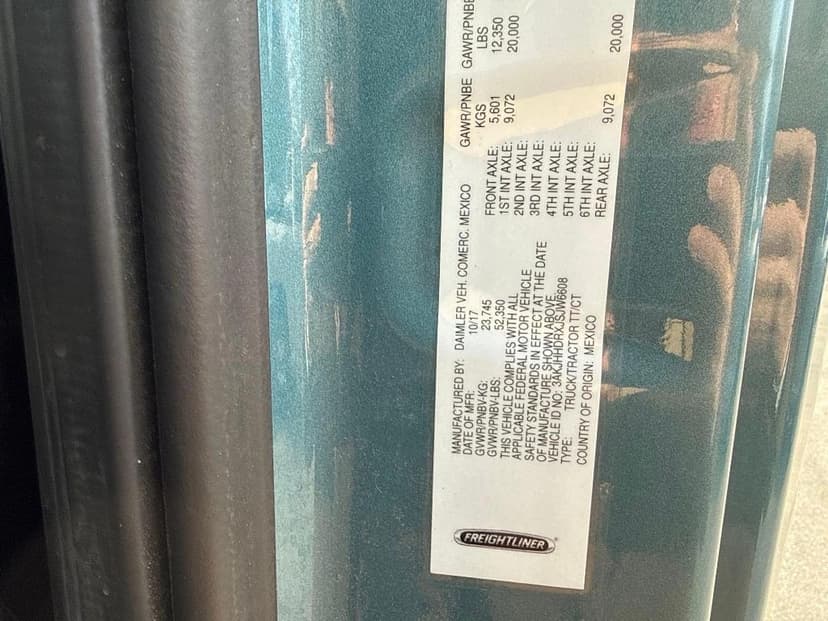 FREIGHTLINER
MANUFACTURED BY: DAIMLER VEH. COMERC. MEXICO
DATE OF MFR: 10/17
GVWR/PNBV-KG: 23,745
GVWR/PNBV-LBS: 52,350
THIS VEHICLE COMPLIES WITH ALL
APPLICABLE FEDERAL MOTOR VEHICLE
SAFETY STANDARDS IN EFFECT AT THE DATE
OF MANUFACTURE SHOWN ABOVE.
VEHICLE ID NO: 3AKJHHDRXJSJW6608
TYPE: TRUCK/TRACTOR TT/CT
COUNTRY OF ORIGIN: MEXICO
GAWR/PNBE GAWR/PNBE
KGS LBS
FRONT AXLE: 5,601 12,350
1ST INT AXLE: 9,072 20,000
2ND INT AXLE:
3RD INT AXLE:
4TH INT AXLE:
5TH INT AXLE:
6TH INT AXLE:
REAR AXLE: 9,072 20,000